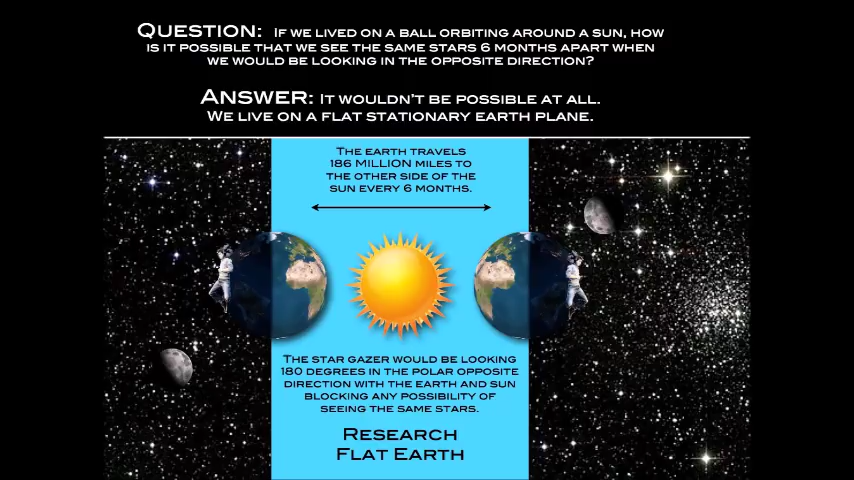 QUESTION: IF WE LIVED ON A BALL ORBITING AROUND A SUN, HOW
IS IT POSSIBLE THAT WE SEE THE SAME STARS 6 MONTHS APART WHEN
WE WOULD BE LOOKING IN THE OPPOSITE DIRECTION?
ANSWER: IT WOULDN'T BE POSSIBLE AT ALL.
WE LIVE ON A FLAT STATIONARY EARTH PLANE.
THE EARTH TRAVELS
186 MILLION MILES TO
THE OTHER SIDE OF THE
SUN EVERY 6 MONTHS.
THE STAR GAZER WOULD BE LOOKING
180 DEGREES IN THE POLAR OPPOSITE
DIRECTION WITH THE EARTH AND SUN
BLOCKING ANY POSSIBILITY OF
SEEING THE SAME STARS.
RESEARCH
FLAT EARTH